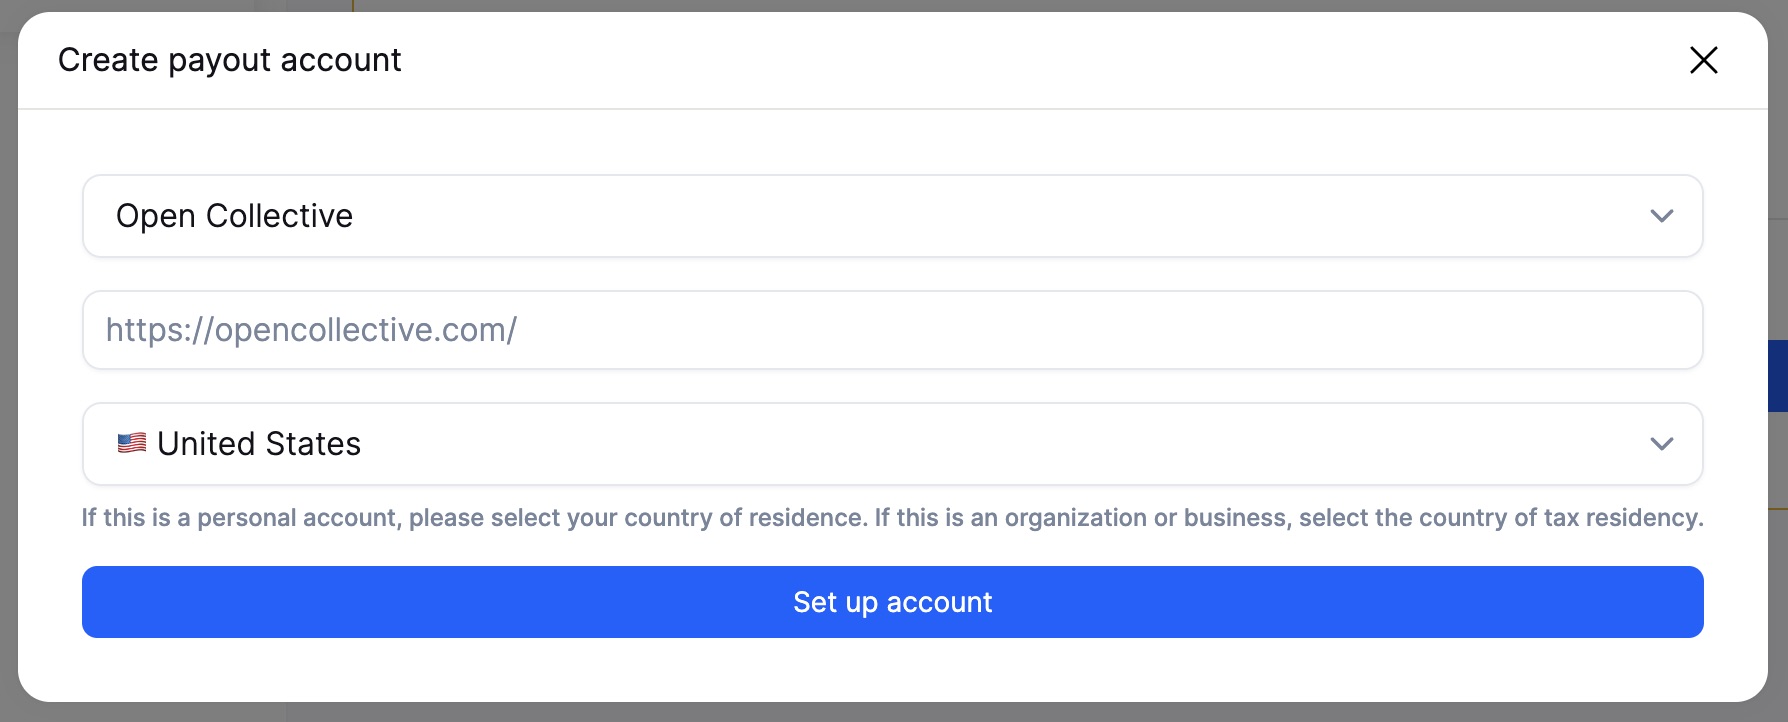 Create payout account
Open Collective
https://opencollective.com/
United States
If this is a personal account, please select your country of residence. If this is an organization or business, select the country of tax residency.
Set up account